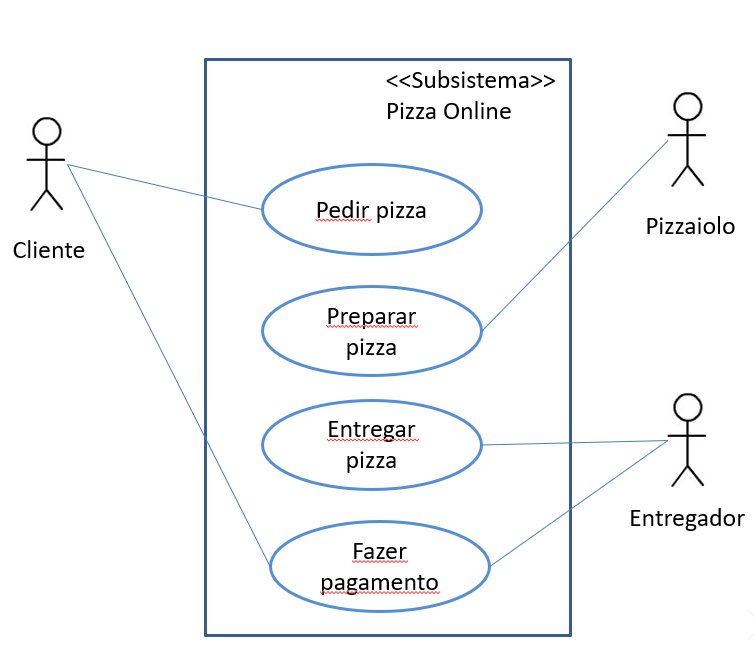 <<Subsistema>>
Pizza Online
Cliente
Pedir pizza
Pizzaiolo
Preparar
pizza
Entregar
pizza
Entregador
Fazer
pagamento